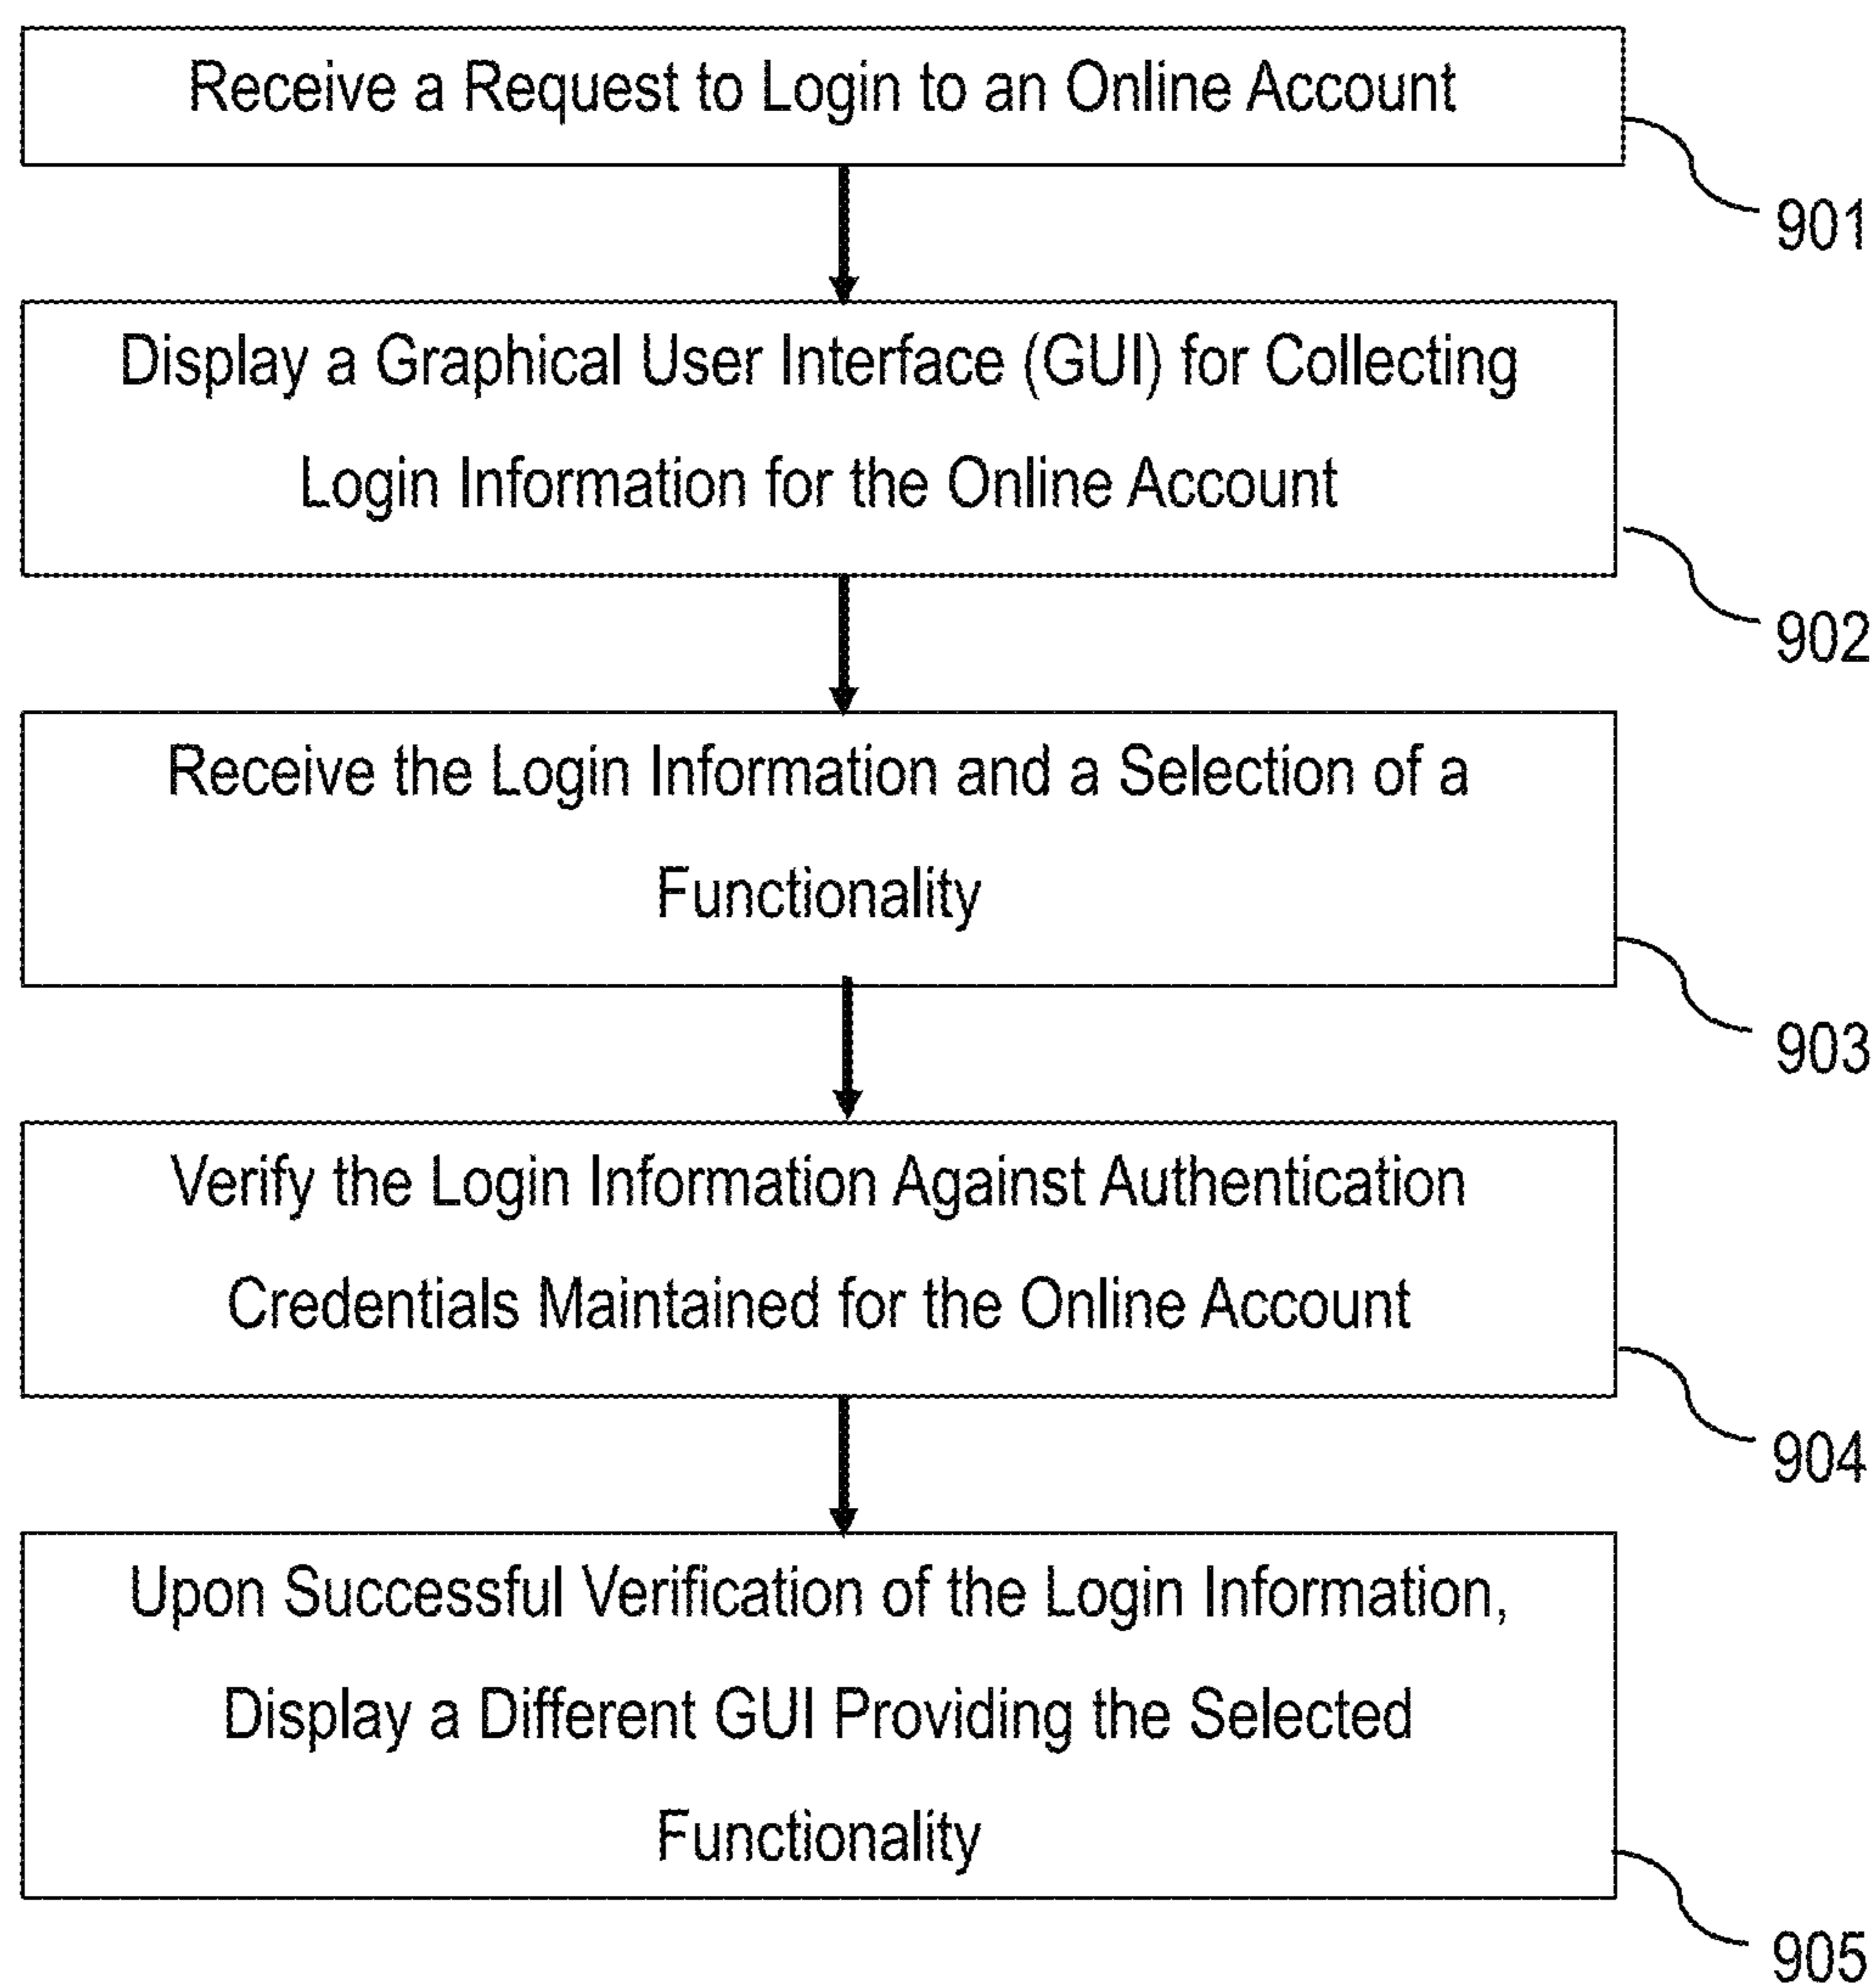 Receive a Request to Login to an Online Account
901
Display a Graphical User Interface (GUI) for Collecting
Login Information for the Online Account
902
Receive the Login Information and a Selection of a
Functionality
903
Verify the Login Information Against Authentication
Credentials Maintained for the Online Account
904
Upon Successful Verification of the Login Information,
Display a Different GUI Providing the Selected
Functionality
905